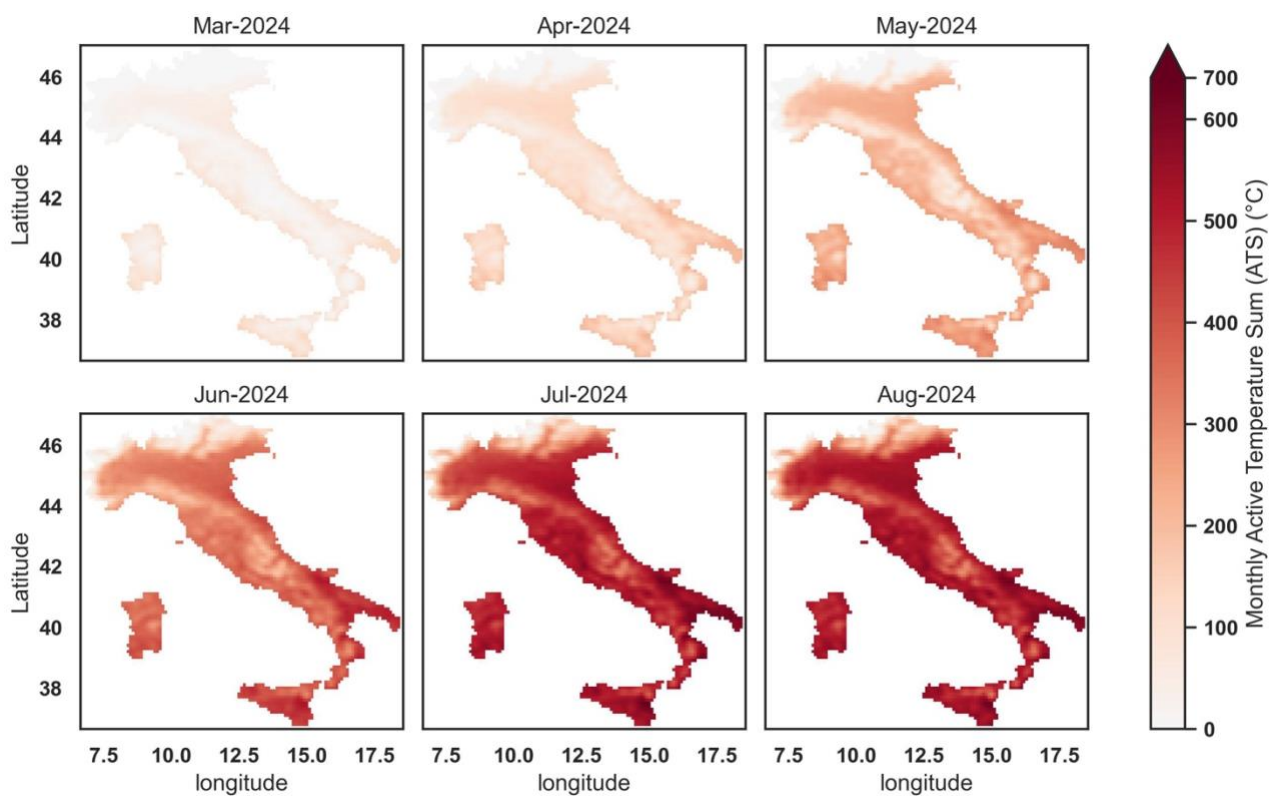 Mar-2024
Apr-2024
May-2024
46
44
42
40
38
Latitude
Jun-2024
Jul-2024
Aug-2024
46
44
42
40
38
Latitude
7.5 10.0 12.5 15.0 17.5
7.5 10.0 12.5 15.0 17.5
7.5 10.0 12.5 15.0 17.5
longitude
longitude
longitude
700
600
500
400
300
200
100
0
Monthly Active Temperature Sum (ATS) (°C)